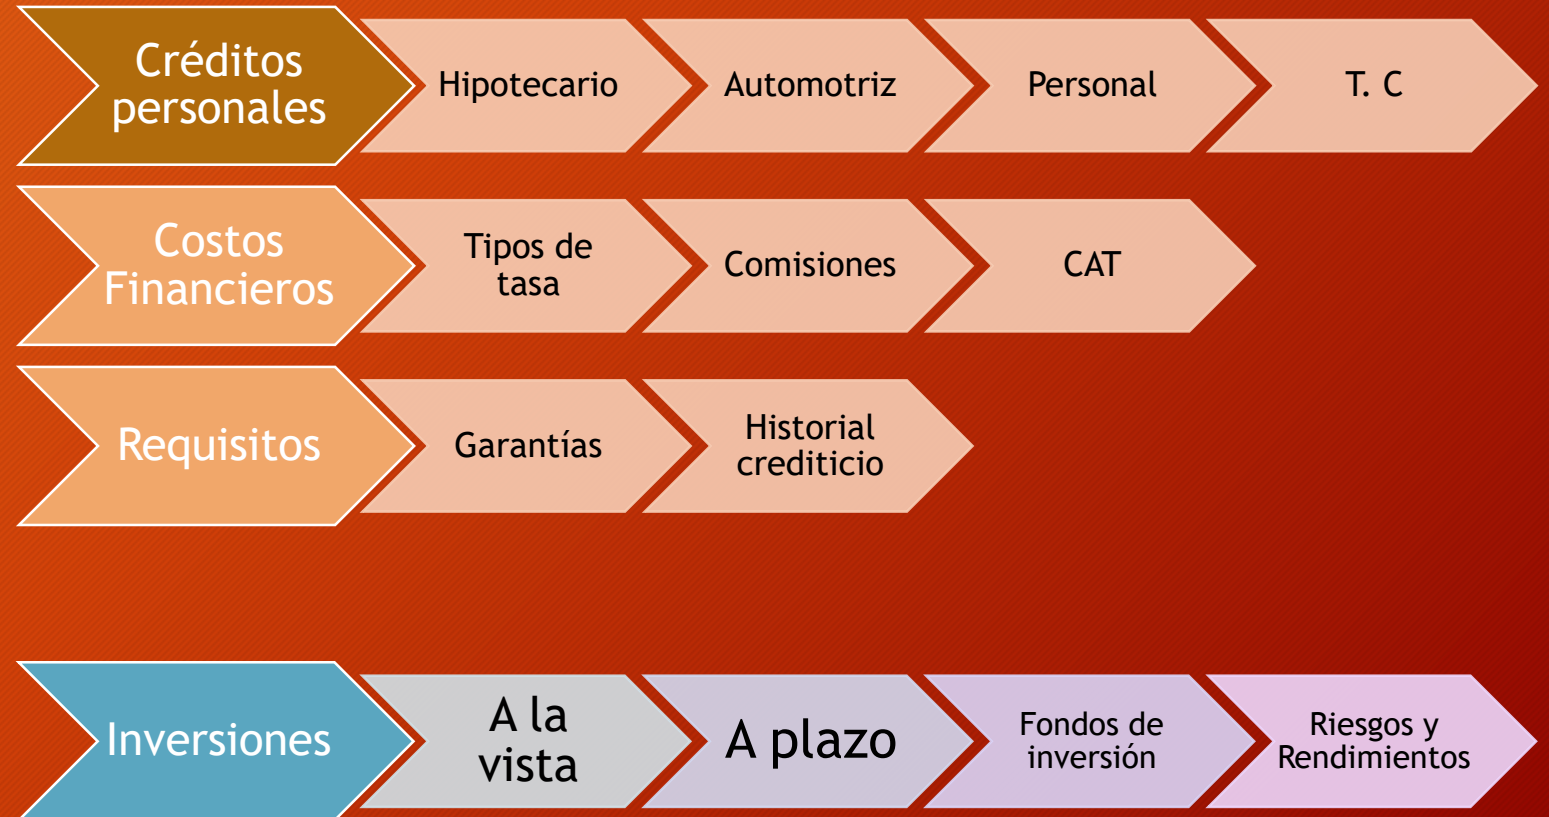 Créditos
personales
Hipotecario
Automotriz
Personal
T. C
Costos
Financieros
Tipos de
tasa
Comisiones
CAT
Requisitos
Garantías
Historial
crediticio
Inversiones
A la
vista
A plazo
Fondos de
inversión
Riesgos y
Rendimientos